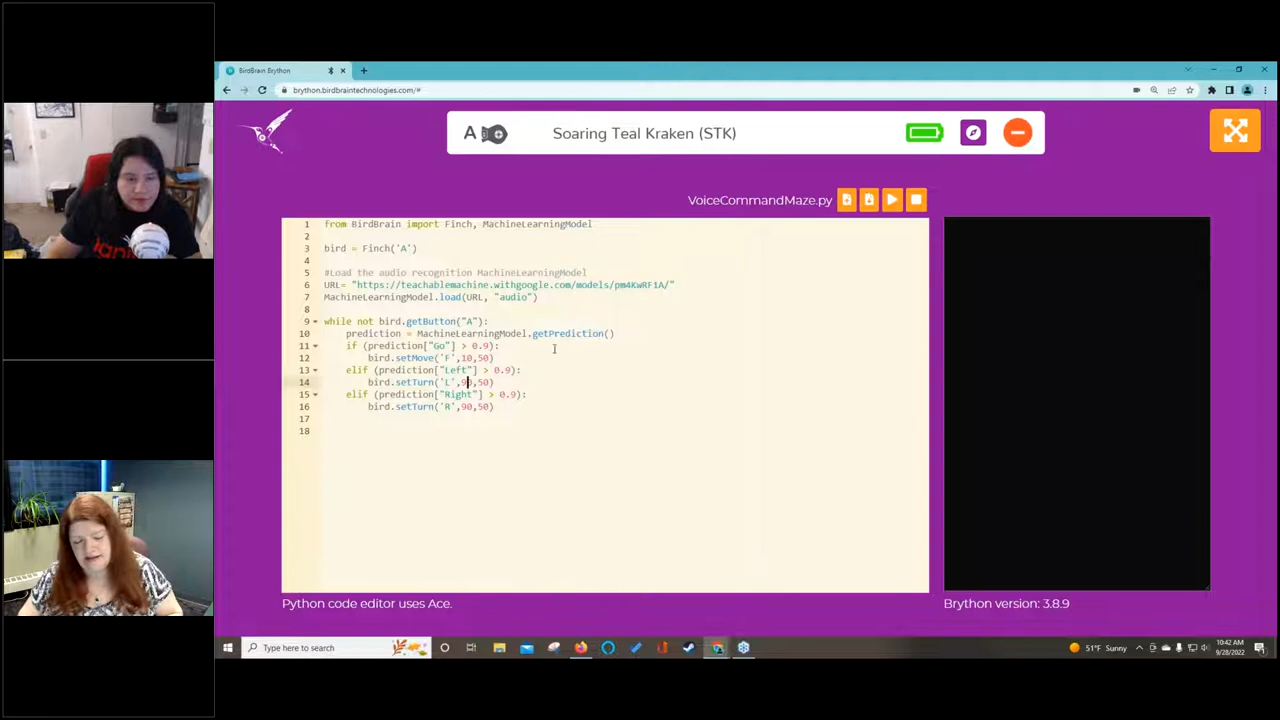 BirdBrain Brython
brython.birdbraintechnologies.com/#
A
Soaring Teal Kraken (STK)
VoiceCommandMaze.py
1 from BirdBrain import Finch, MachineLearningModel
2
3 bird = Finch('A')
4
5 #Load the audio recognition MachineLearningModel
6 URL= "https://teachablemachine.withgoogle.com/models/pm4KwRF1A/"
7 MachineLearningModel.load(URL, "audio")
8
9 while not bird.getButton("A"):
10 prediction = MachineLearningModel.getPrediction()
11 if (prediction["Go"] > 0.9):
12 bird.setMove('F',10,50)
13 elif (prediction["Left"] > 0.9):
14 bird.setTurn('L',90,50)
15 elif (prediction["Right"] > 0.9):
16 bird.setTurn('R',90,50)
17
18
Python code editor uses Ace.
Brython version: 3.8.9
Type here to search
51°F Sunny
10:42 AM
9/28/2022